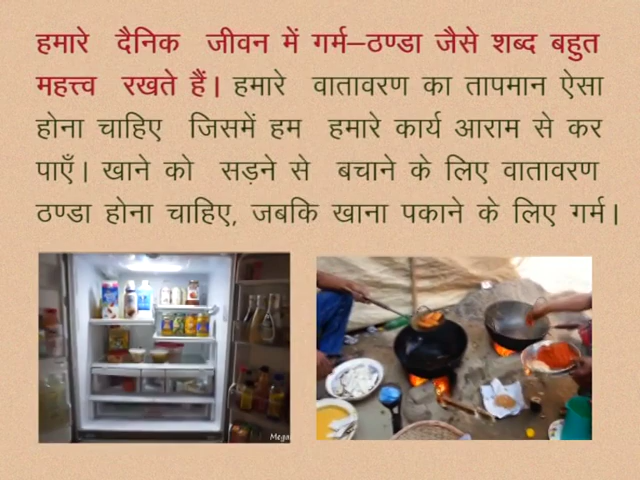 हमारे दैनिक जीवन में गर्म–ठण्डा जैसे शब्द बहुत
महत्त्व रखते हैं। हमारे वातावरण का तापमान ऐसा
होना चाहिए जिसमें हम हमारे कार्य आराम से कर
पाएँ। खाने को सड़ने से बचाने के लिए वातावरण
ठण्डा होना चाहिए, जबकि खाना पकाने के लिए गर्म।
Mega